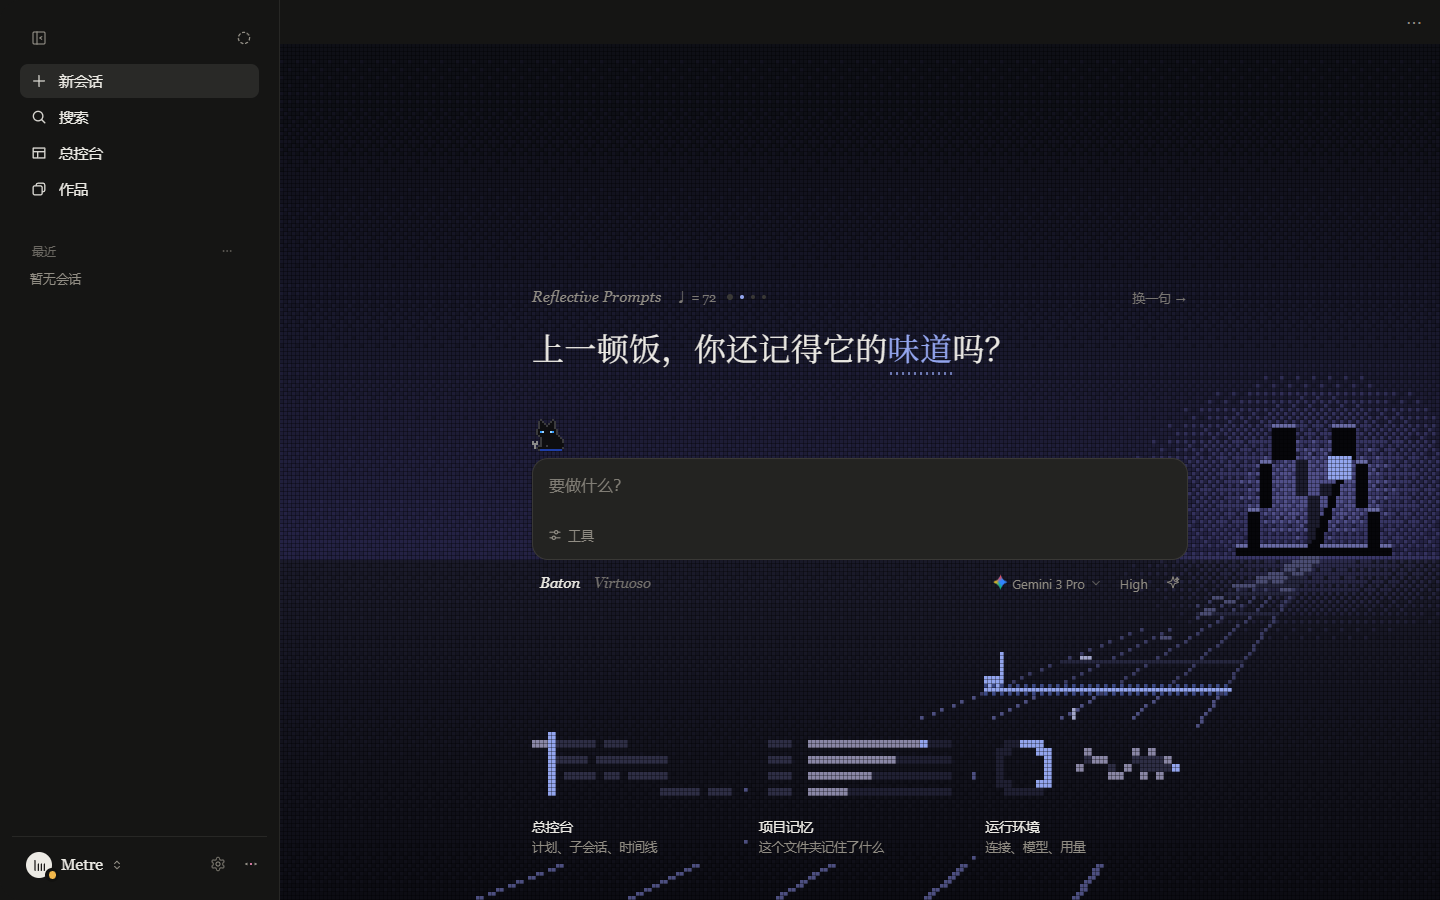 新会话
搜索
总控台
作品
最近
暂无会话
Reflective Prompts ♩ = 72
换一句 →
上一顿饭，你还记得它的味道吗？
要做什么？
工具
Baton Virtuoso
Gemini 3 Pro High
总控台
计划、子会话、时间线
项目记忆
这个文件夹记住了什么
运行环境
连接、模型、用量
Metre